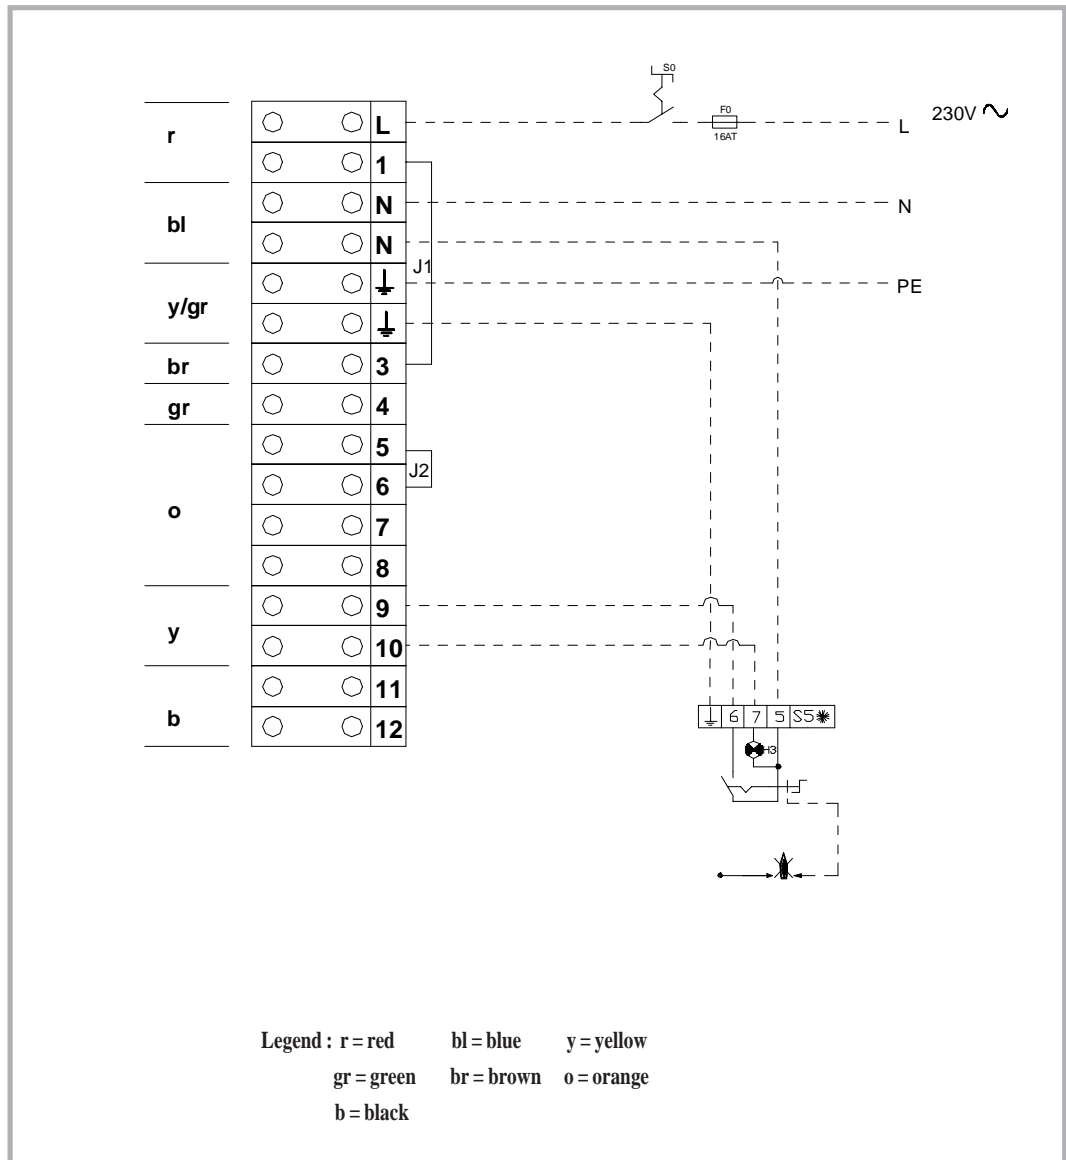 S0
F0
16AT
L
230V
r
L
1
bl
N
N
N
J1
PE
y/gr
br
3
gr
4
5
J2
6
o
7
8
y
9
10
b
11
12
6 7 5 S5
H3
Legend : r = red bl = blue y = yellow
gr = green br = brown o = orange
b = black